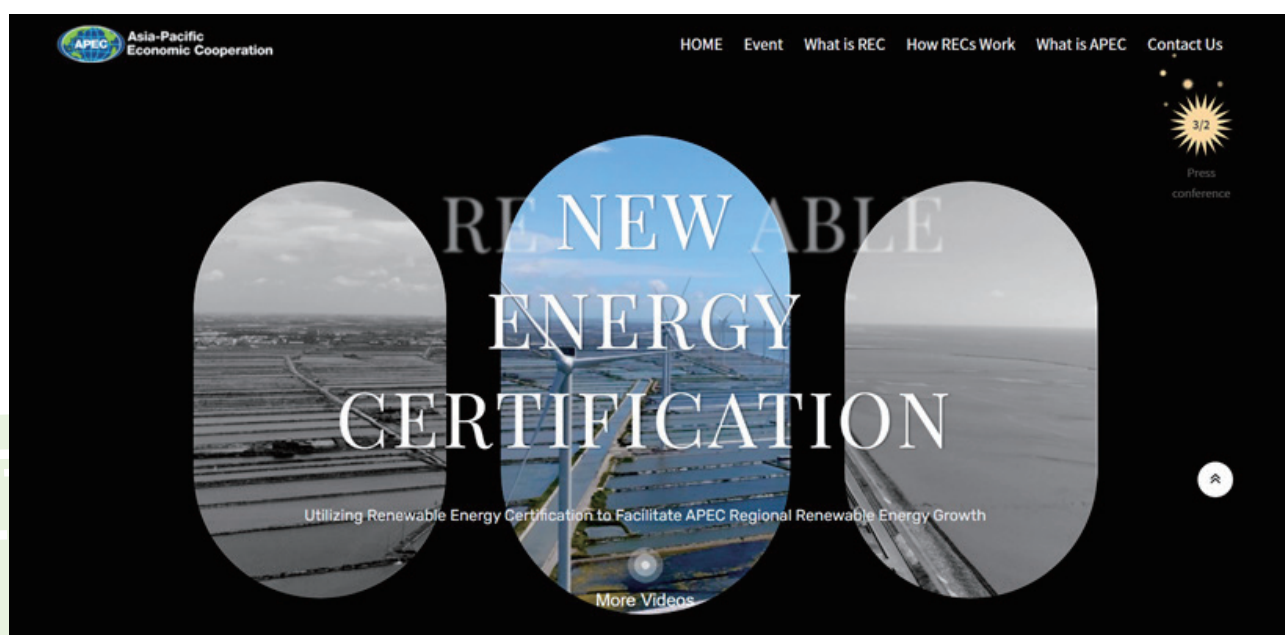 APEC
Asia-Pacific
Economic Cooperation
HOME Event What is REC How RECs Work What is APEC Contact Us
3/2
Press
conference
RE NEW ABLE
ENERGY
CERTIFICATION
Utilizing Renewable Energy Certification to Facilitate APEC Regional Renewable Energy Growth
More Videos